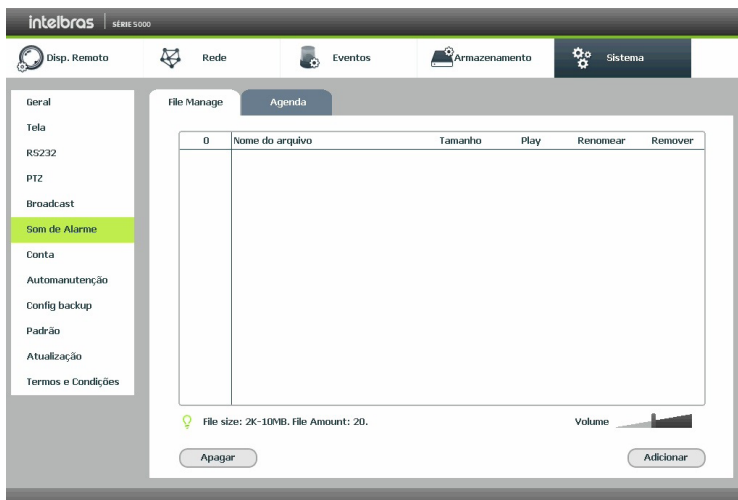 intelbras SÉRIE 5000
Disp. Remoto Rede Eventos Armazenamento Sistema
Geral
Tela
RS232
PTZ
Broadcast
Som de Alarme
Conta
Automanutenção
Config backup
Padrão
Atualização
Termos e Condições
File Manage Agenda
0 Nome do arquivo Tamanho Play Renomear Remover
File size: 2K-10MB. File Amount: 20.
Volume
Apagar Adicionar